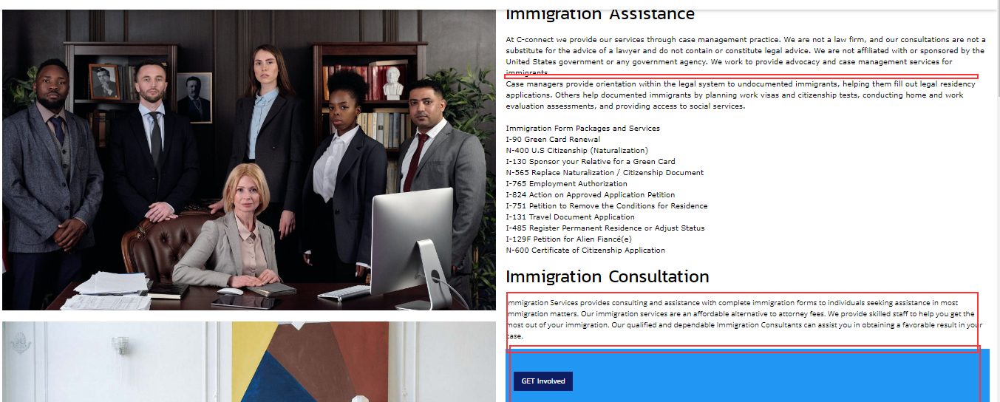 Immigration Assistance
At C-connect we provide our services through case management practice. We are not a law firm, and our consultations are not a
substitute for the advice of a lawyer and do not contain or constitute legal advice. We are not affiliated with or sponsored by the
United States government or any government agency. We work to provide advocacy and case management services for
immigrants.
Case managers provide orientation within the legal system to undocumented immigrants, helping them fill out legal residency
applications. Others help documented immigrants by planning work visas and citizenship tests, conducting home and work
evaluation assessments, and providing access to social services.
Immigration Form Packages and Services
I-90 Green Card Renewal
N-400 U.S Citizenship (Naturalization)
I-130 Sponsor your Relative for a Green Card
N-565 Replace Naturalization / Citizenship Document
I-765 Employment Authorization
I-824 Action on Approved Application Petition
I-751 Petition to Remove the Conditions for Residence
I-131 Travel Document Application
I-485 Register Permanent Residence or Adjust Status
I-129F Petition for Alien Fiancé(e)
N-600 Certificate of Citizenship Application
Immigration Consultation
Immigration Services provides consulting and assistance with complete immigration forms to individuals seeking assistance in most
immigration matters. Our immigration services are an affordable alternative to attorney fees. We provide skilled staff to help you get the
most out of your immigration. Our qualified and dependable Immigration Consultants can assist you in obtaining a favorable result in your
case.
GET Involved